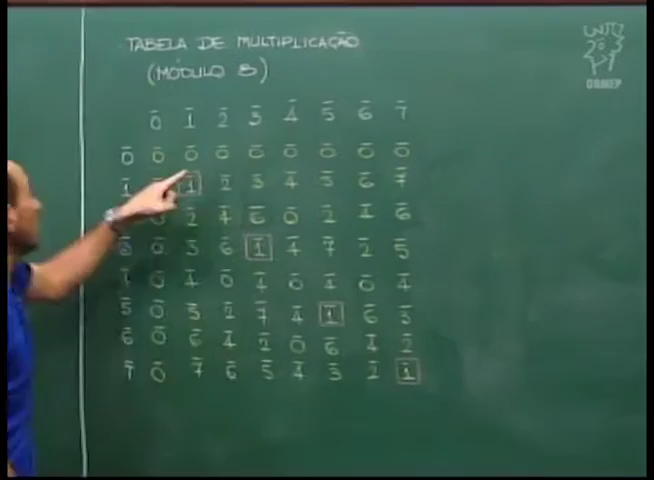 TABELA DE MULTIPLICAÇÃO
(MÓDULO 8)
0̄ 1̄ 2̄ 3̄ 4̄ 5̄ 6̄ 7̄
0̄ 0̄ 0̄ 0̄ 0̄ 0̄ 0̄ 0̄ 0̄
1̄ 1̄ 2̄ 3̄ 4̄ 5̄ 6̄ 7̄
0̄ 2̄ 4̄ 6̄ 0̄ 2̄ 4̄ 6̄
3̄ 0̄ 3̄ 6̄ 1̄ 4̄ 7̄ 2̄ 5̄
4̄ 0̄ 4̄ 0̄ 4̄ 0̄ 4̄ 0̄ 4̄
5̄ 0̄ 5̄ 2̄ 7̄ 4̄ 1̄ 6̄ 3̄
6̄ 0̄ 6̄ 4̄ 2̄ 0̄ 6̄ 4̄ 2̄
7̄ 0̄ 7̄ 6̄ 5̄ 4̄ 3̄ 2̄ 1̄
OBMEP